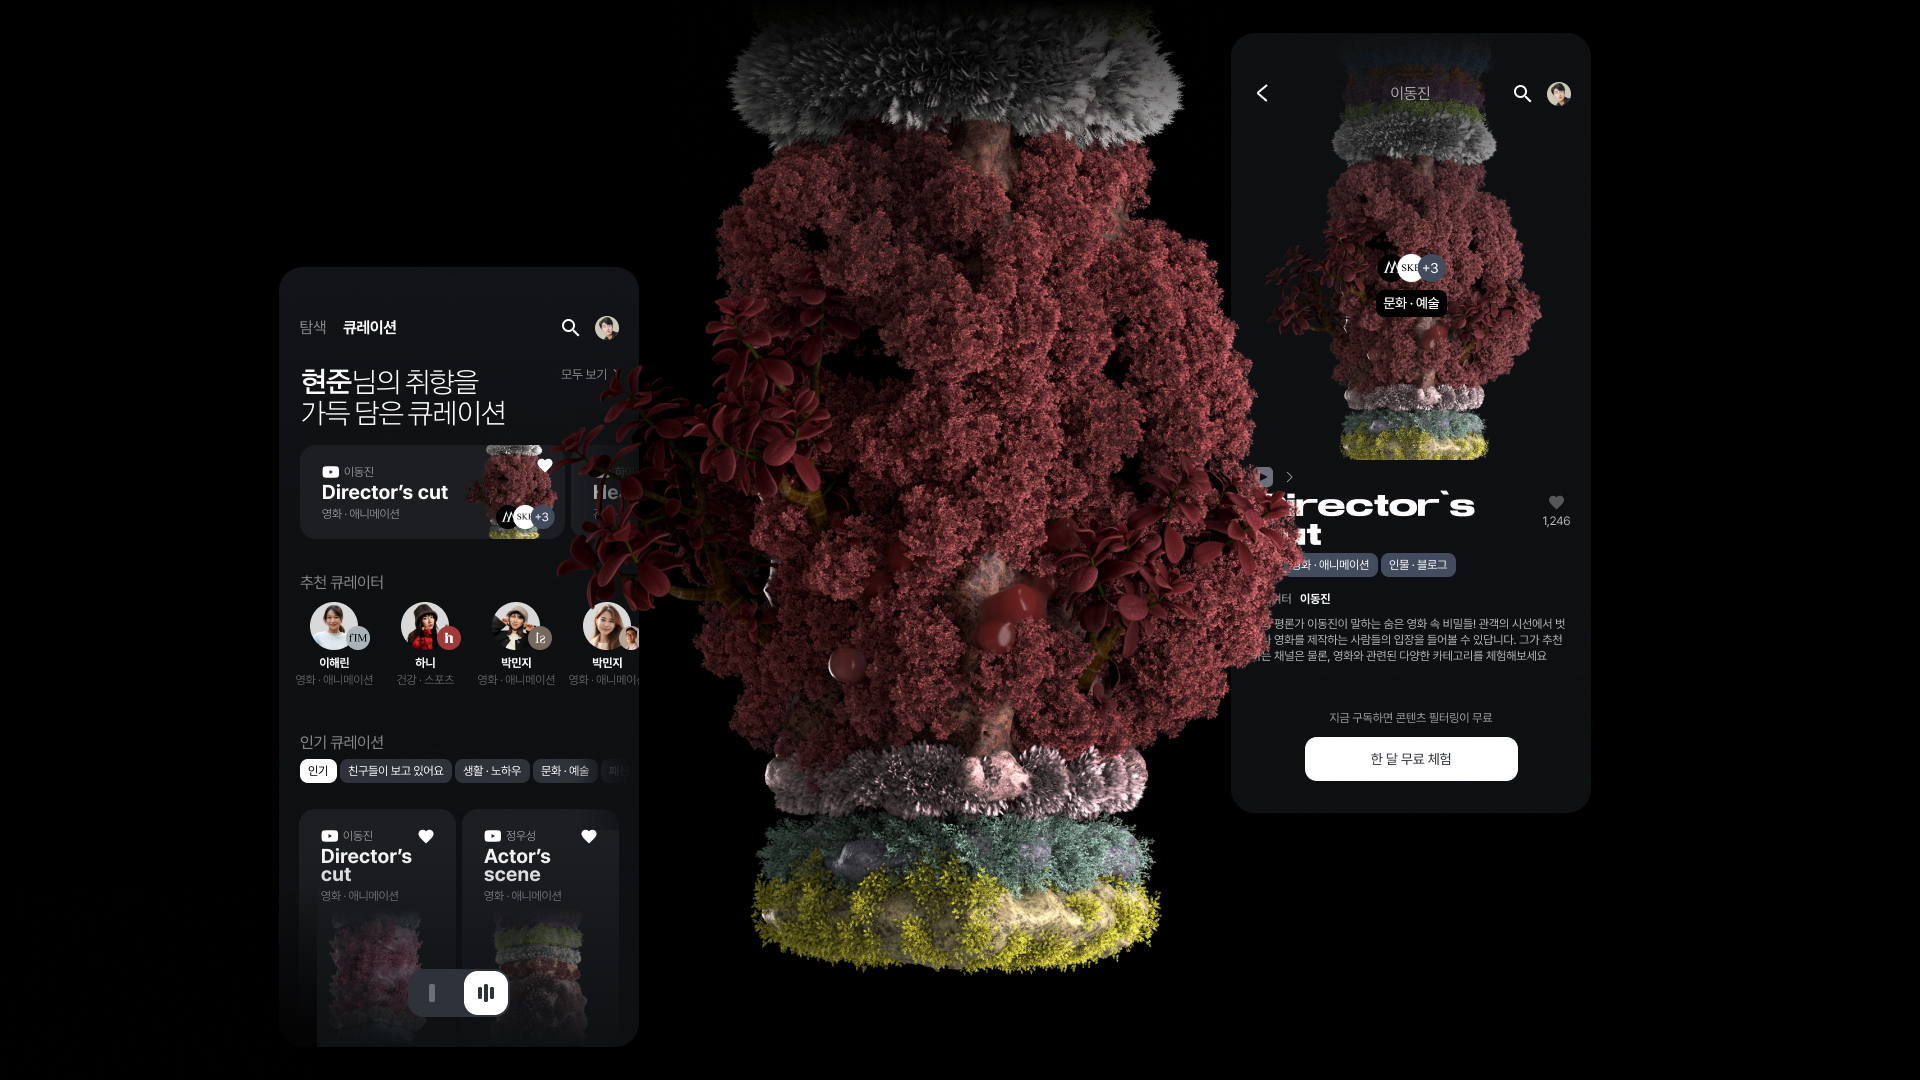 탐색 큐레이션
현준님의 취향을
가득 담은 큐레이션
모두 보기
이동진
Director's cut
영화 · 애니메이션
SKE
+3
추천 큐레이터
fIM
h
이해린
영화 · 애니메이션
하니
건강 · 스포츠
박민지
영화 · 애니메이션
박민지
영화 · 애니메이션
인기 큐레이션
인기
친구들이 보고 있어요
생활 · 노하우
문화 · 예술
이동진
Director's
cut
영화 · 애니메이션
정우성
Actor's
scene
영화 · 애니메이션
이동진
SKE
+3
문화 · 예술
irector`s
ut
1,246
영화 · 애니메이션
인물 · 블로그
이동진
평론가 이동진이 말하는 숨은 영화 속 비밀들! 관객의 시선에서 벗
영화를 제작하는 사람들의 입장을 들어볼 수 있답니다. 그가 추천
하는 채널은 물론, 영화와 관련된 다양한 카테고리를 체험해보세요
지금 구독하면 콘텐츠 필터링이 무료
한 달 무료 체험